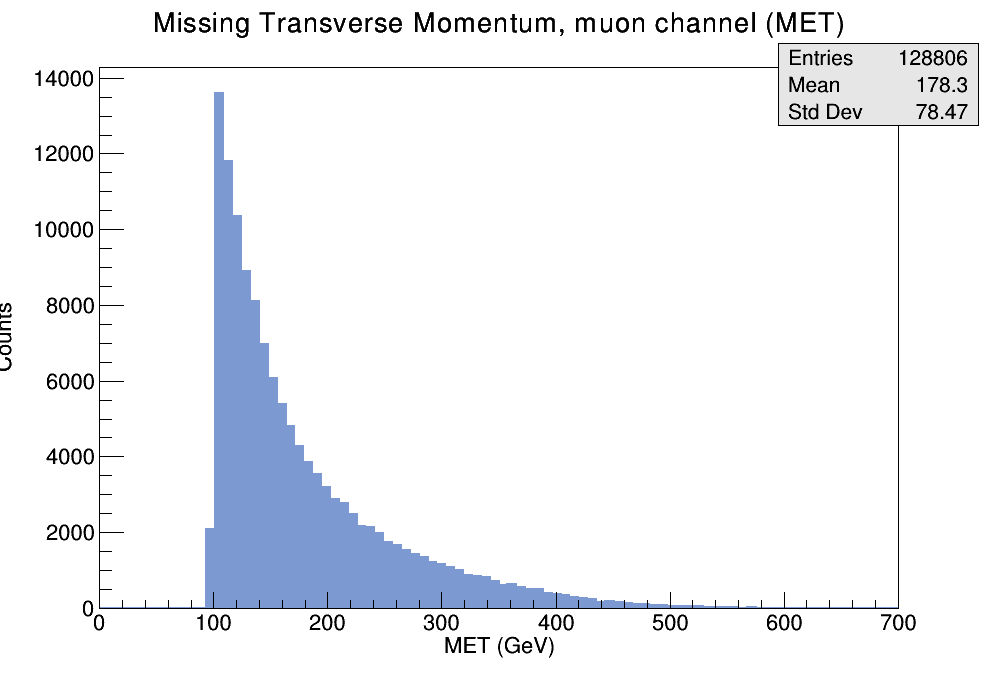 Missing Transverse Momentum, muon channel (MET)
Entries 128806
Mean 178.3
Std Dev 78.47
14000
12000
10000
8000
6000
4000
2000
0
Counts
0 100 200 300 400 500 600 700
MET (GeV)